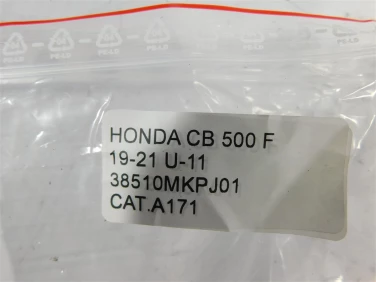 HONDA CB 500 F
19-21 U-11
38510MKPJ01
CAT.A171